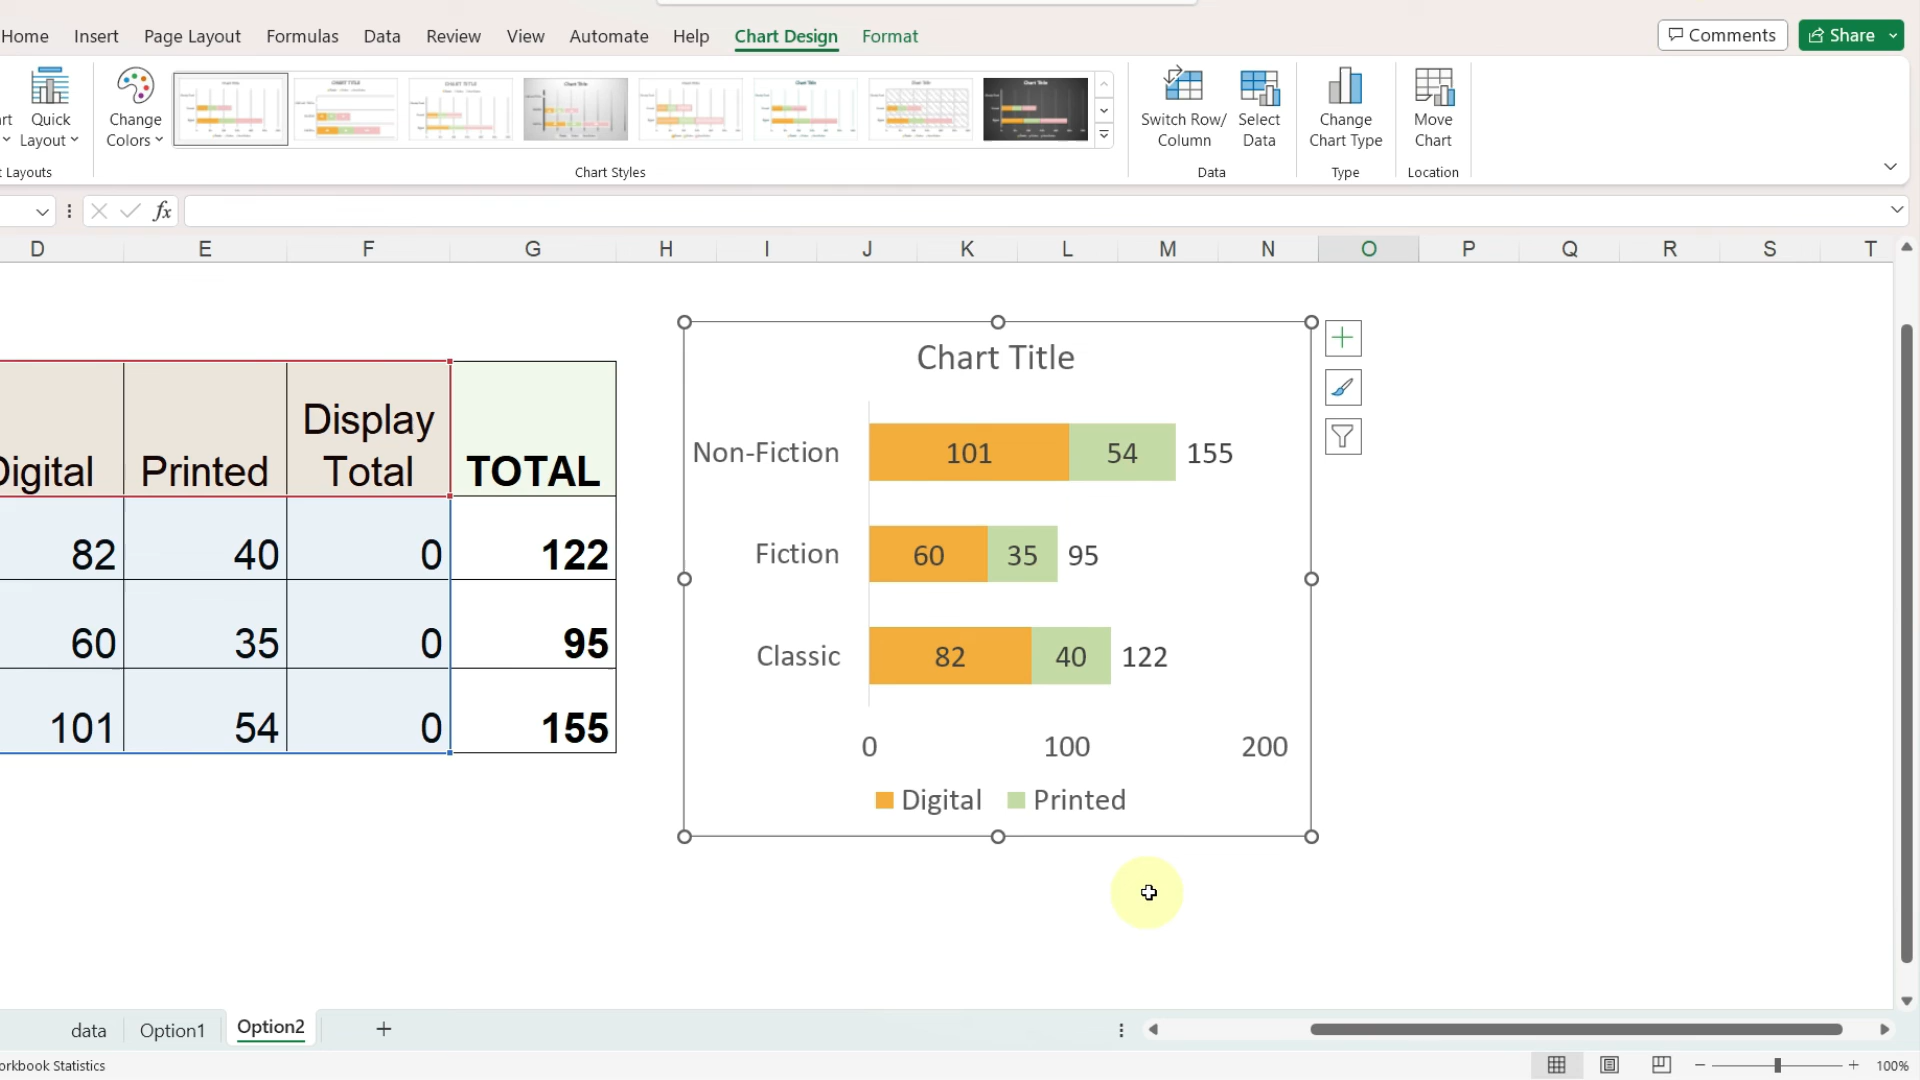 Home Insert Page Layout Formulas Data Review View Automate Help Chart Design Format Comments Share
Quick
Layout
Change
Colors
Switch Row/
Column
Select
Data
Change
Chart Type
Move
Chart
Layouts
Chart Styles
Data
Type
Location
fx
D E F G H I J K L M N O P Q R S T
Digital Printed Display
Total TOTAL
82 40 0 122
60 35 0 95
101 54 0 155
Chart Title
Non-Fiction 101 54 155
Fiction 60 35 95
Classic 82 40 122
0 100 200
Digital Printed
data Option1 Option2
orkbook Statistics
100%